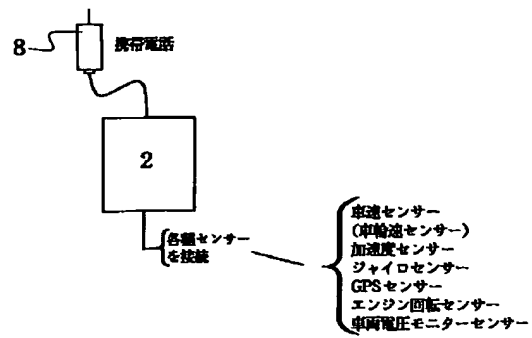 8
携帯電話
2
各種センサー
を接続
車速センサー
(車輪速センサー)
加速度センサー
ジャイロセンサー
GPSセンサー
エンジン回転センサー
車両電圧モニターセンサー